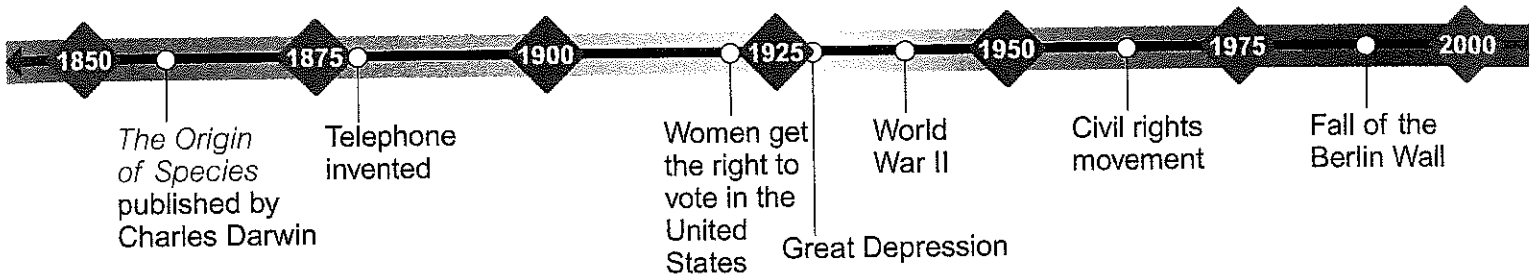 1850 1875 1900 1925 1950 1975 2000
The Origin
of Species
published by
Charles Darwin
Telephone
invented
Women get
the right to
vote in the
United
States
Great Depression
World
War II
Civil rights
movement
Fall of the
Berlin Wall